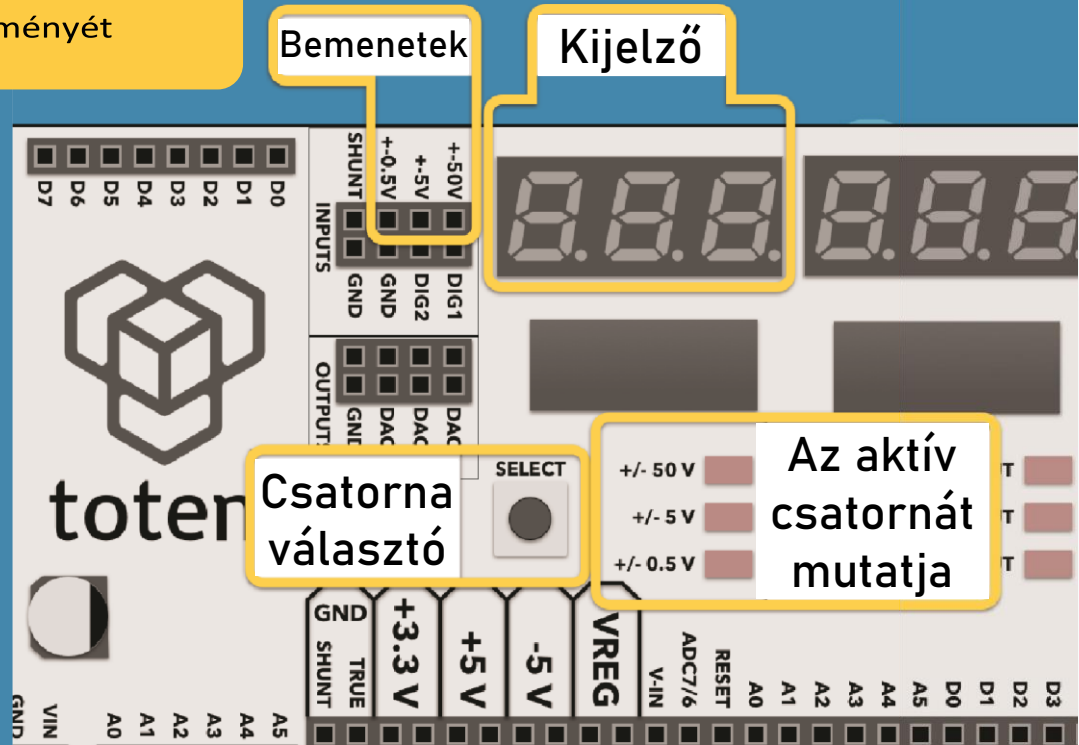 ményét
Bemenetek
Kijelző
SHUNT
+-0.5V
+-5V
+-50V
D7
D6
D5
D4
D3
D2
D1
D0
INPUTS
GND
GND
DIG2
DIG1
OUTPUT
GND
DAC
DAC
DAC
toten
Csatorna
választó
SELECT
+/- 50 V
+/- 5 V
+/- 0.5 V
Az aktív
csatornát
mutatja
T
T
T
GND
SHUNT
TRUE
+3.3 V
+5 V
-5 V
VREG
V-IN
ADC7/6
RESET
A0
A1
A2
A3
A4
A5
D0
D1
D2
D3
GND
VIN
A0
A1
A2
A3
A4
A5